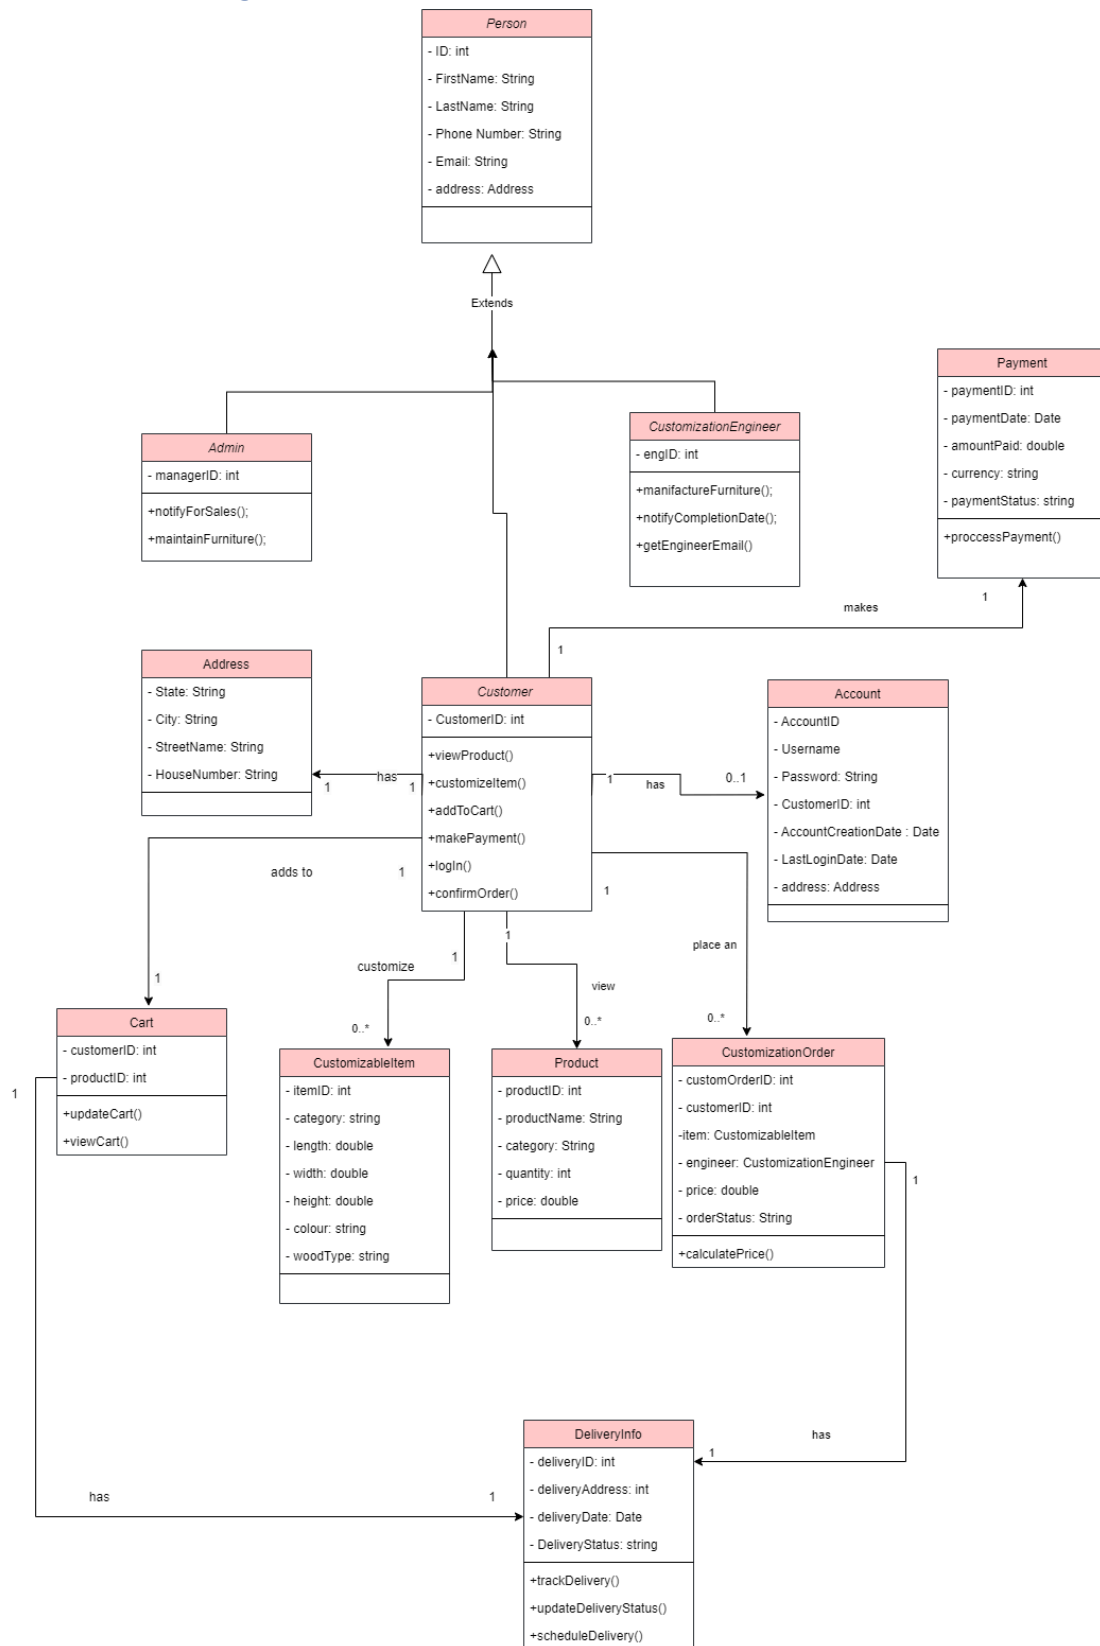 Person
- ID: int
- FirstName: String
- LastName: String
- Phone Number: String
- Email: String
- address: Address
Extends
Admin
- managerID: int
+notifyForSales();
+maintainFurniture();
CustomizationEngineer
- engID: int
+manifactureFurniture();
+notifyCompletionDate();
+getEngineerEmail()
Payment
- paymentID: int
- paymentDate: Date
- amountPaid: double
- currency: string
- paymentStatus: string
+proccessPayment()
1
makes
1
Address
- State: String
- City: String
- StreetName: String
- HouseNumber: String
1
has
1
Customer
- CustomerID: int
+viewProduct()
+customizeItem()
+addToCart()
+makePayment()
+logIn()
+confirmOrder()
1
has
0..1
Account
- AccountID
- Username
- Password: String
- CustomerID: int
- AccountCreationDate : Date
- LastLoginDate: Date
- address: Address
adds to
1
1
1
customize
1
0..*
1
view
0..*
place an
0..*
Cart
- customerID: int
- productID: int
+updateCart()
+viewCart()
1
CustomizableItem
- itemID: int
- category: string
- length: double
- width: double
- height: double
- colour: string
- woodType: string
Product
- productID: int
- productName: String
- category: String
- quantity: int
- price: double
CustomizationOrder
- customOrderID: int
- customerID: int
-item: CustomizableItem
- engineer: CustomizationEngineer
- price: double
- orderStatus: String
+calculatePrice()
1
has
1
has
1
DeliveryInfo
- deliveryID: int
- deliveryAddress: int
- deliveryDate: Date
- DeliveryStatus: string
+trackDelivery()
+updateDeliveryStatus()
+scheduleDelivery()